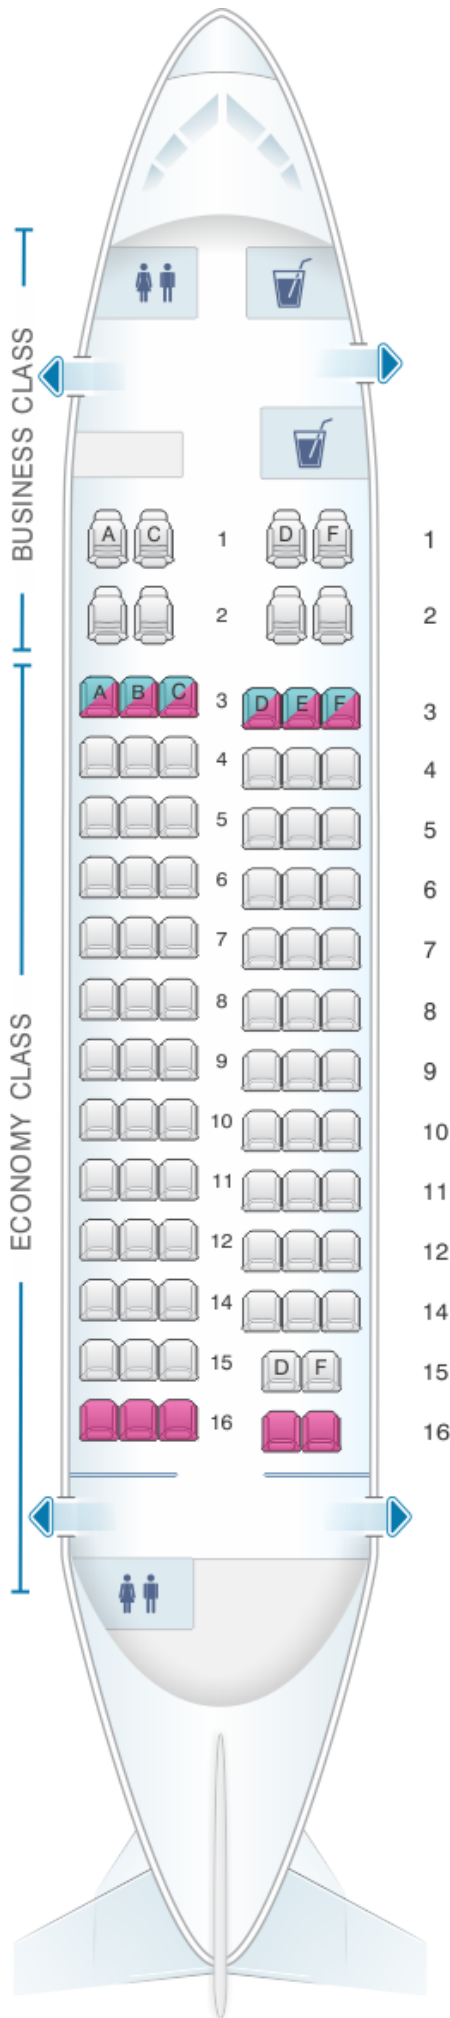 BUSINESS CLASS
A C 1 D F 1
2 2
A B C 3 D E F 3
4 4
5 5
6 6
7 7
8 8
9 9
10 10
11 11
12 12
14 14
15 D F 15
16 16
ECONOMY CLASS